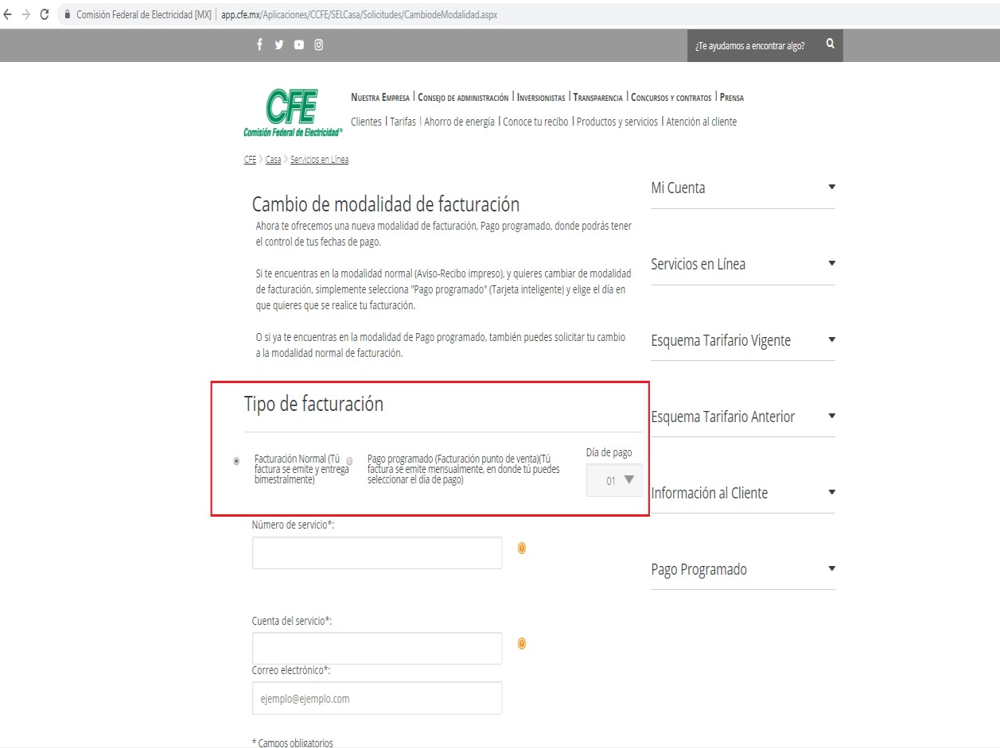 Comisión Federal de Electricidad [MX] | app.cfe.mx/Aplicaciones/CCFE/SELCasa/Solicitudes/CambiodeModalidad.aspx
¿Te ayudamos a encontrar algo?
CFE
Comisión Federal de Electricidad®
Nuestra Empresa | Consejo de administración | Inversionistas | Transparencia | Concursos y contratos | Prensa
Clientes | Tarifas | Ahorro de energía | Conoce tu recibo | Productos y servicios | Atención al cliente
CFE > Casa > Servicios en Línea
Cambio de modalidad de facturación
Ahora te ofrecemos una nueva modalidad de facturación, Pago programado, donde podrás tener
el control de tus fechas de pago.
Si te encuentras en la modalidad normal (Aviso-Recibo impreso), y quieres cambiar de modalidad
de facturación, simplemente selecciona "Pago programado" (Tarjeta inteligente) y elige el día en
que quieres que se realice tu facturación.
O si ya te encuentras en la modalidad de Pago programado, también puedes solicitar tu cambio
a la modalidad normal de facturación.
Tipo de facturación
Facturación Normal (Tú
factura se emite y entrega
bimestralmente)
Pago programado (Facturación punto de venta)(Tú
factura se emite mensualmente, en donde tú puedes
seleccionar el día de pago)
Día de pago
01
Número de servicio*:
Cuenta del servicio*:
Correo electrónico*:
ejemplo@ejemplo.com
* Campos obligatorios
Mi Cuenta
Servicios en Línea
Esquema Tarifario Vigente
Esquema Tarifario Anterior
Información al Cliente
Pago Programado